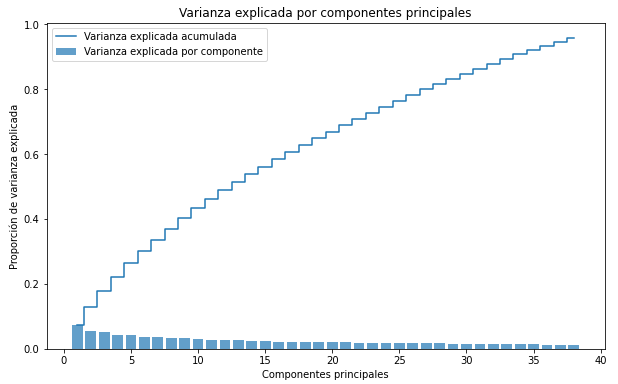 Varianza explicada por componentes principales
Varianza explicada acumulada
Varianza explicada por componente
Proporción de varianza explicada
1.0
0.8
0.6
0.4
0.2
0.0
0 5 10 15 20 25 30 35 40
Componentes principales